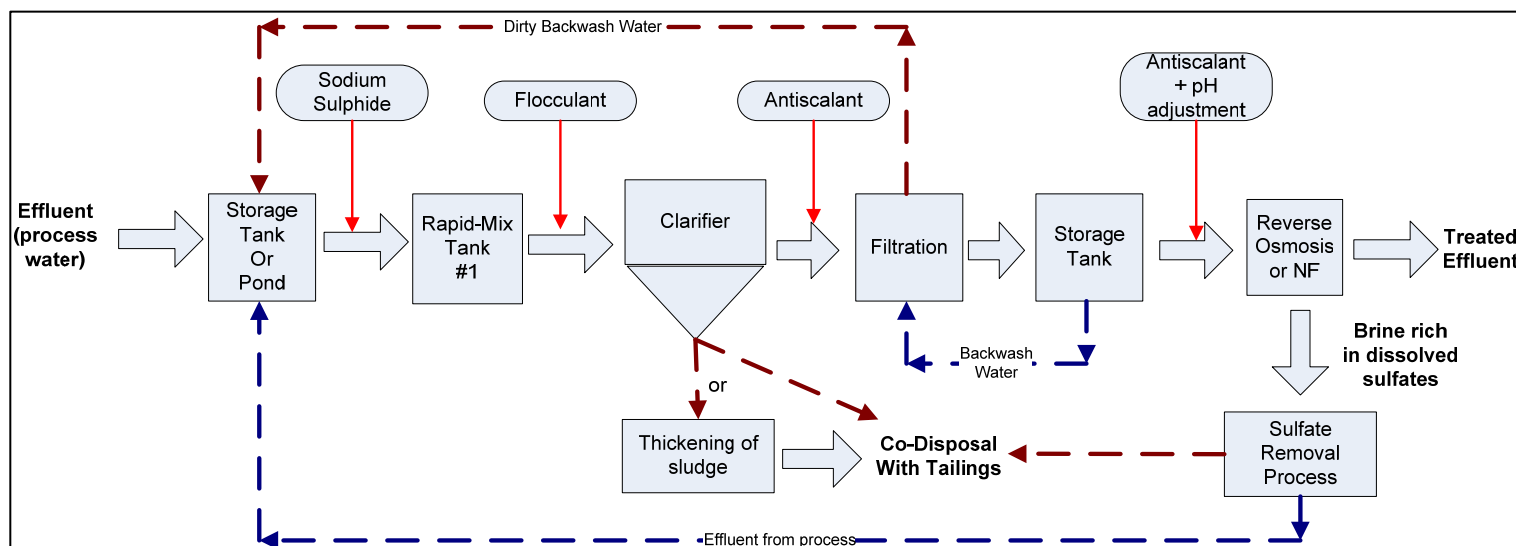 Dirty Backwash Water
Sodium
Sulphide
Flocculant
Antiscalant
Antiscalant
+ pH
adjustment
Effluent
(process
water)
Storage
Tank
Or
Pond
Rapid-Mix
Tank
#1
Clarifier
Filtration
Storage
Tank
Reverse
Osmosis
or NF
Treated
Effluent
Backwash
Water
Brine rich
in dissolved
sulfates
or
Thickening of
sludge
Co-Disposal
With Tailings
Sulfate
Removal
Process
Effluent from process